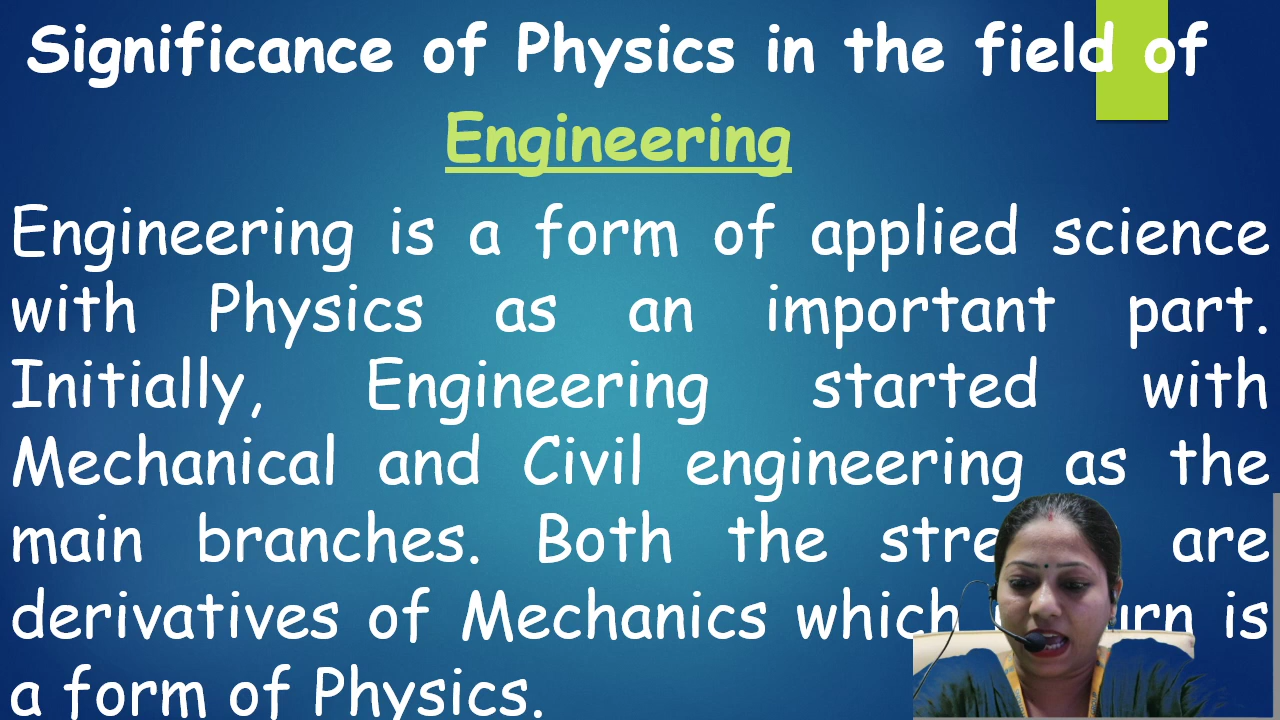 Significance of Physics in the field of
Engineering
Engineering is a form of applied science
with Physics as an important part.
Initially, Engineering started with
Mechanical and Civil engineering as the
main branches. Both the are
derivatives of Mechanics which is
a form of Physics.